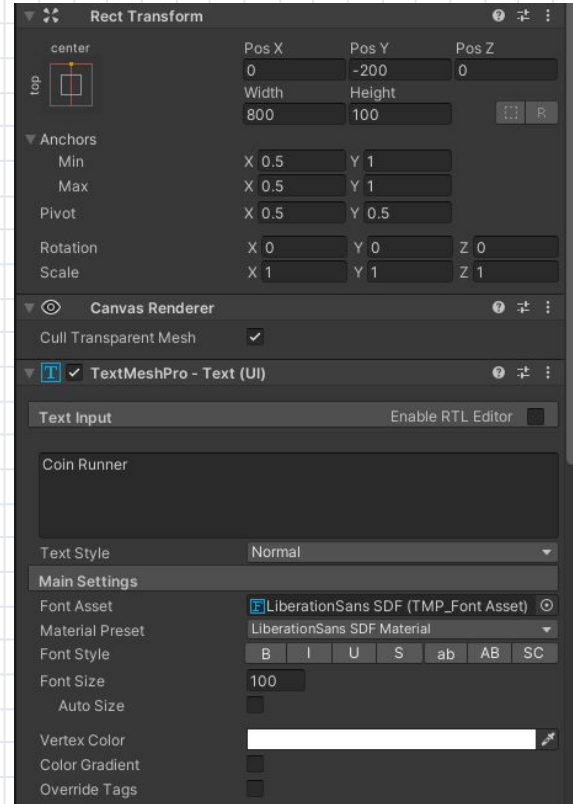 Rect Transform
center
top
Pos X Pos Y Pos Z
0 -200 0
Width Height
800 100
R
Anchors
Min X 0.5 Y 1
Max X 0.5 Y 1
Pivot X 0.5 Y 0.5
Rotation X 0 Y 0 Z 0
Scale X 1 Y 1 Z 1
Canvas Renderer
Cull Transparent Mesh
T TextMeshPro - Text (UI)
Text Input Enable RTL Editor
Coin Runner
Text Style Normal
Main Settings
Font Asset F LiberationSans SDF (TMP_Font Asset)
Material Preset LiberationSans SDF Material
Font Style B I U S ab AB SC
Font Size 100
Auto Size
Vertex Color
Color Gradient
Override Tags